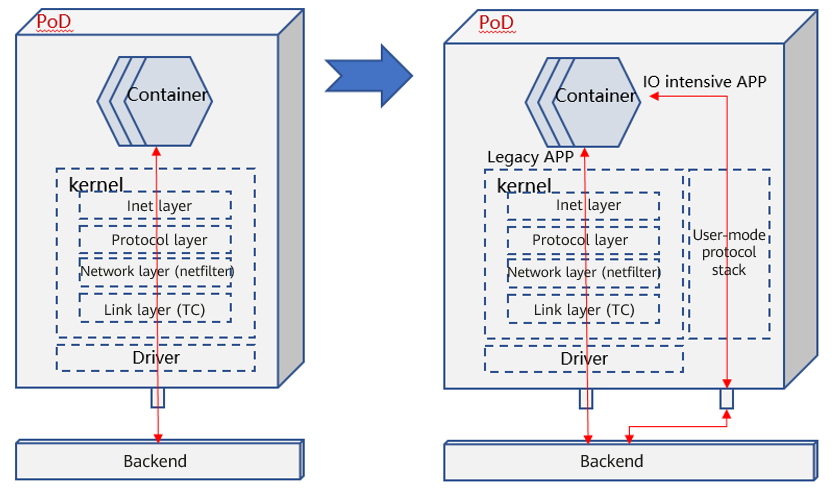 PoD
Container
kernel
Inet layer
Protocol layer
Network layer (netfilter)
Link layer (TC)
Driver
Backend
PoD
IO intensive APP
Container
Legacy APP
kernel
Inet layer
Protocol layer
Network layer (netfilter)
Link layer (TC)
User-mode
protocol
stack
Driver
Backend